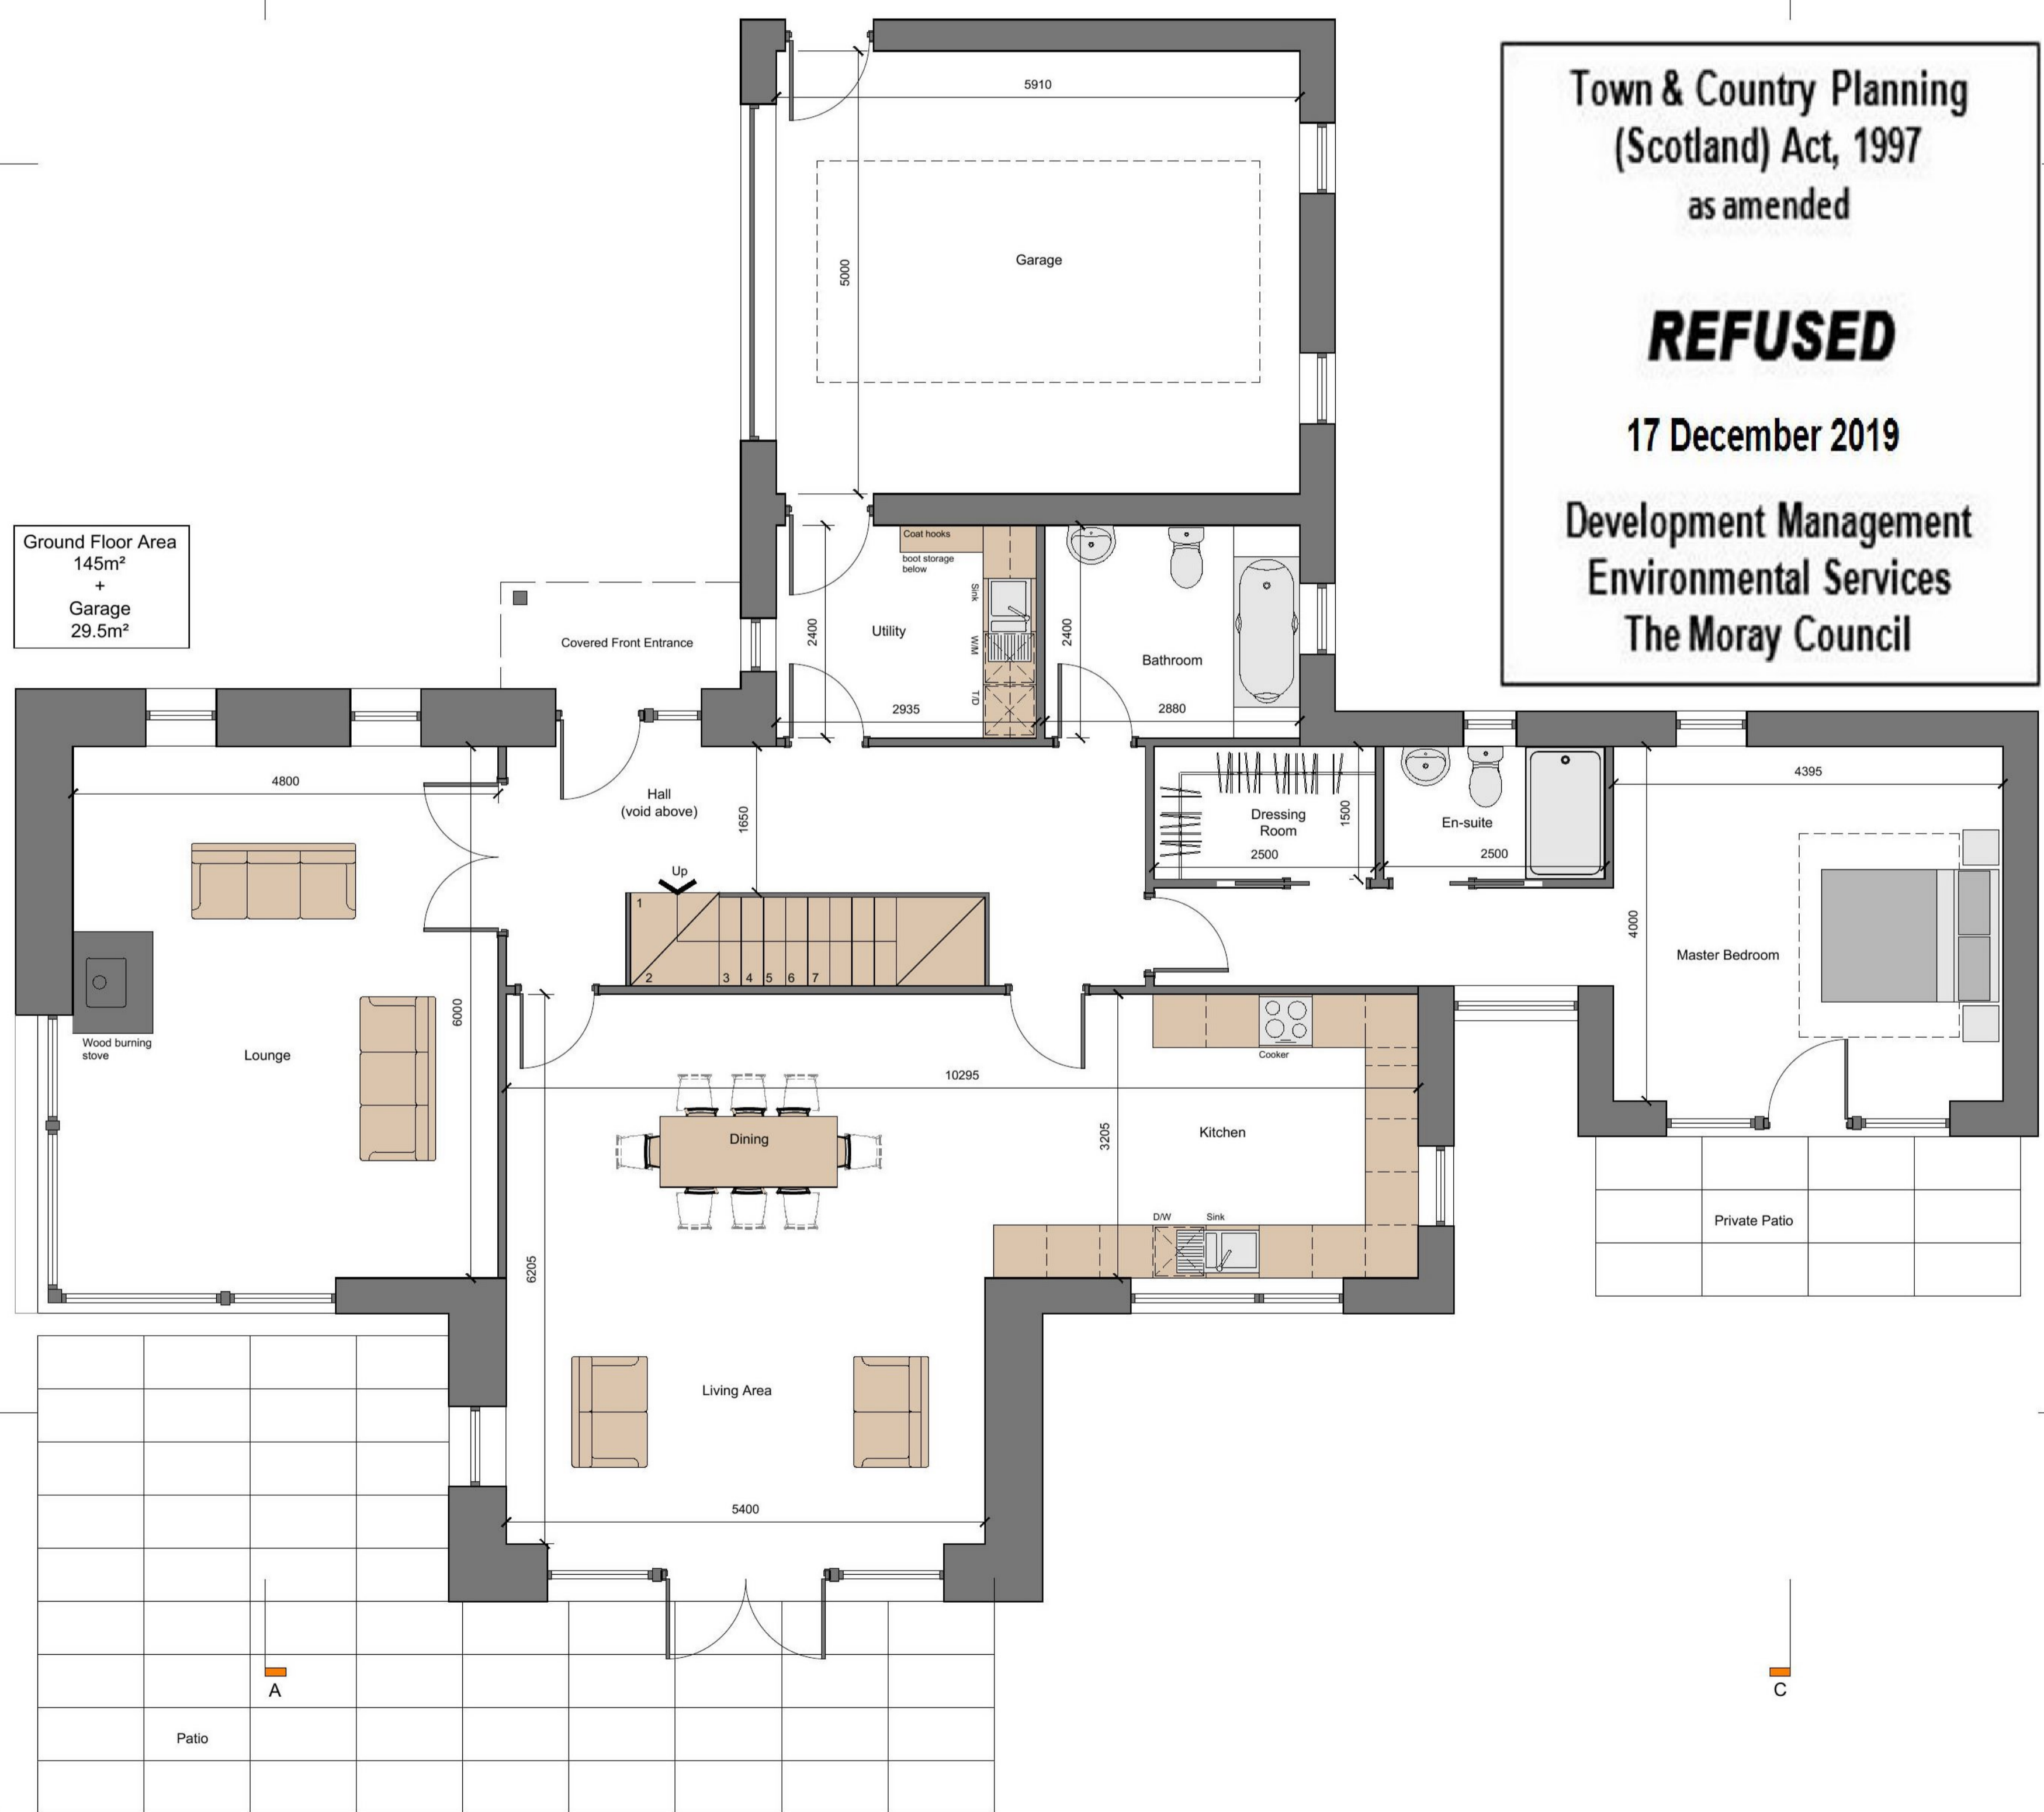 Town & Country Planning
(Scotland) Act, 1997
as amended
REFUSED
17 December 2019
Development Management
Environmental Services
The Moray Council
5910
5000
Garage
Ground Floor Area
145m²
+
Garage
29.5m²
Covered Front Entrance
Coat hooks
boot storage
below
Sink
W/M
T/D
Utility
2400
2935
2400
Bathroom
2880
4800
Hall
(void above)
1650
Up
1
2
3
4
5
6
7
Dressing
Room
1500
2500
En-suite
2500
4395
4000
Master Bedroom
Wood burning
stove
Lounge
6000
Cooker
10295
Dining
3205
Kitchen
D/W
Sink
6205
Private Patio
Living Area
5400
A
C
Patio